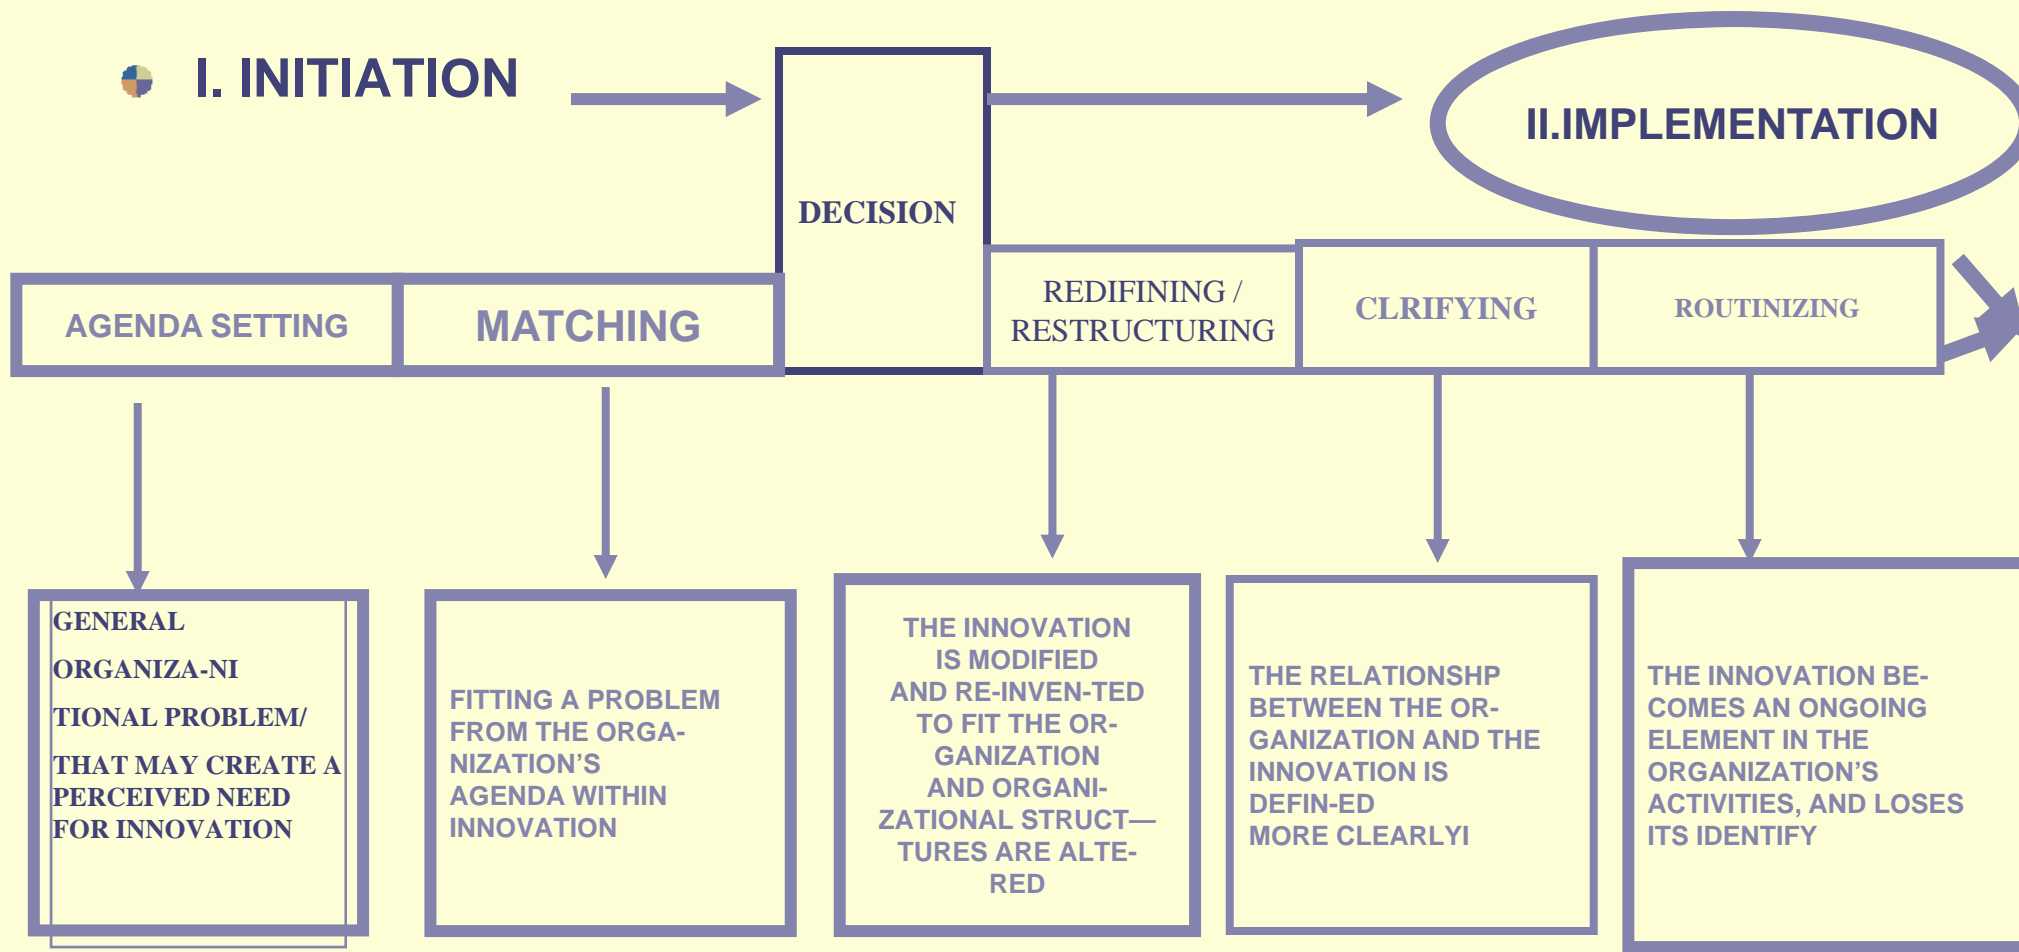 I. INITIATION
II.IMPLEMENTATION
DECISION
AGENDA SETTING
MATCHING
REDIFINING /
RESTRUCTURING
CLRIFYING
ROUTINIZING
GENERAL
ORGANIZA-NI
TIONAL PROBLEM/
THAT MAY CREATE A
PERCEIVED NEED
FOR INNOVATION
FITTING A PROBLEM
FROM THE ORGA-
NIZATION’S
AGENDA WITHIN
INNOVATION
THE INNOVATION
IS MODIFIED
AND RE-INVEN-TED
TO FIT THE OR-
GANIZATION
AND ORGANI-
ZATIONAL STRUCT—
TURES ARE ALTE-
RED
THE RELATIONSHP
BETWEEN THE OR-
GANIZATION AND THE
INNOVATION IS
DEFIN-ED
MORE CLEARLYI
THE INNOVATION BE-
COMES AN ONGOING
ELEMENT IN THE
ORGANIZATION’S
ACTIVITIES, AND LOSES
ITS IDENTIFY